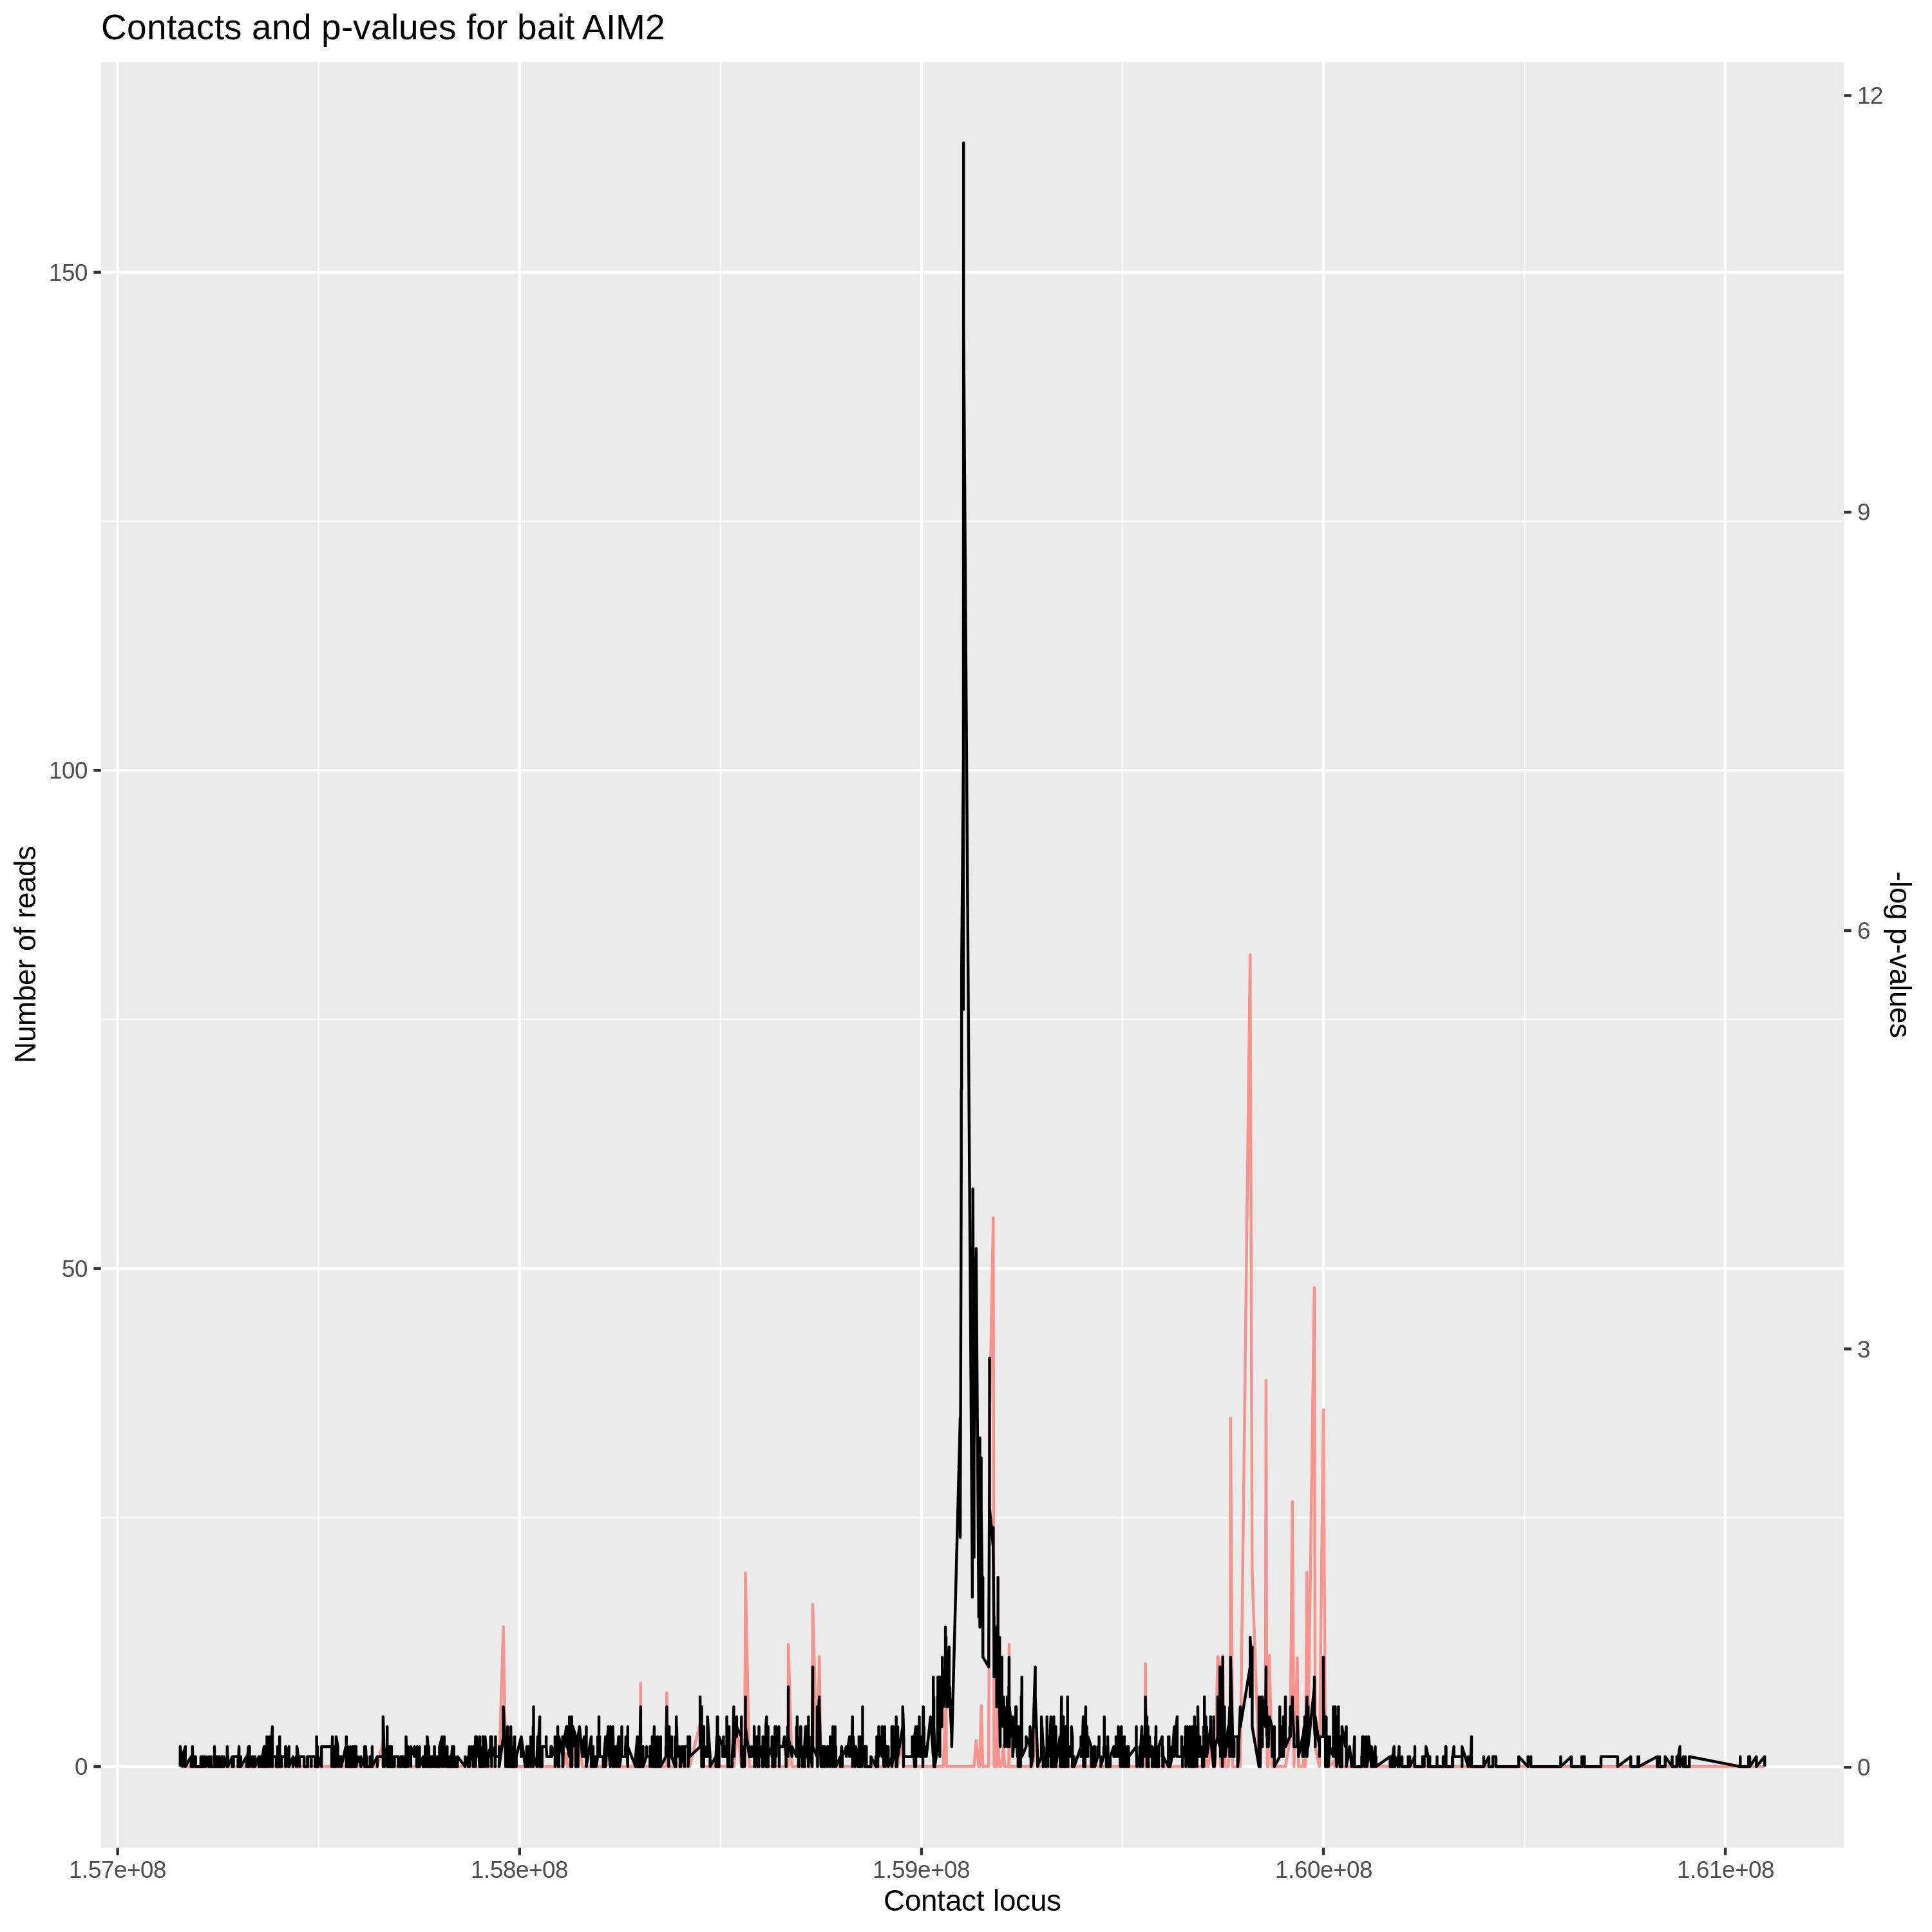 Contacts and p-values for bait AIM2
12
150
9
100
6
Number of reads
-log p-values
50
3
0
0
1.57e+08
1.58e+08
1.59e+08
1.60e+08
1.61e+08
Contact locus